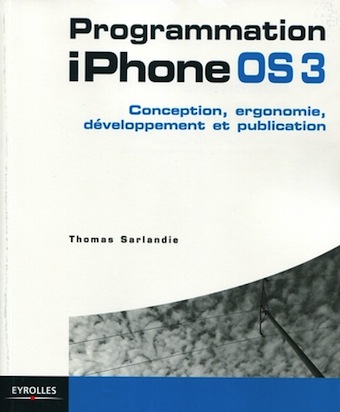 Programmation
iPhone OS 3
Conception, ergonomie,
développement et publication
Thomas Sarlandie
EYROLLES